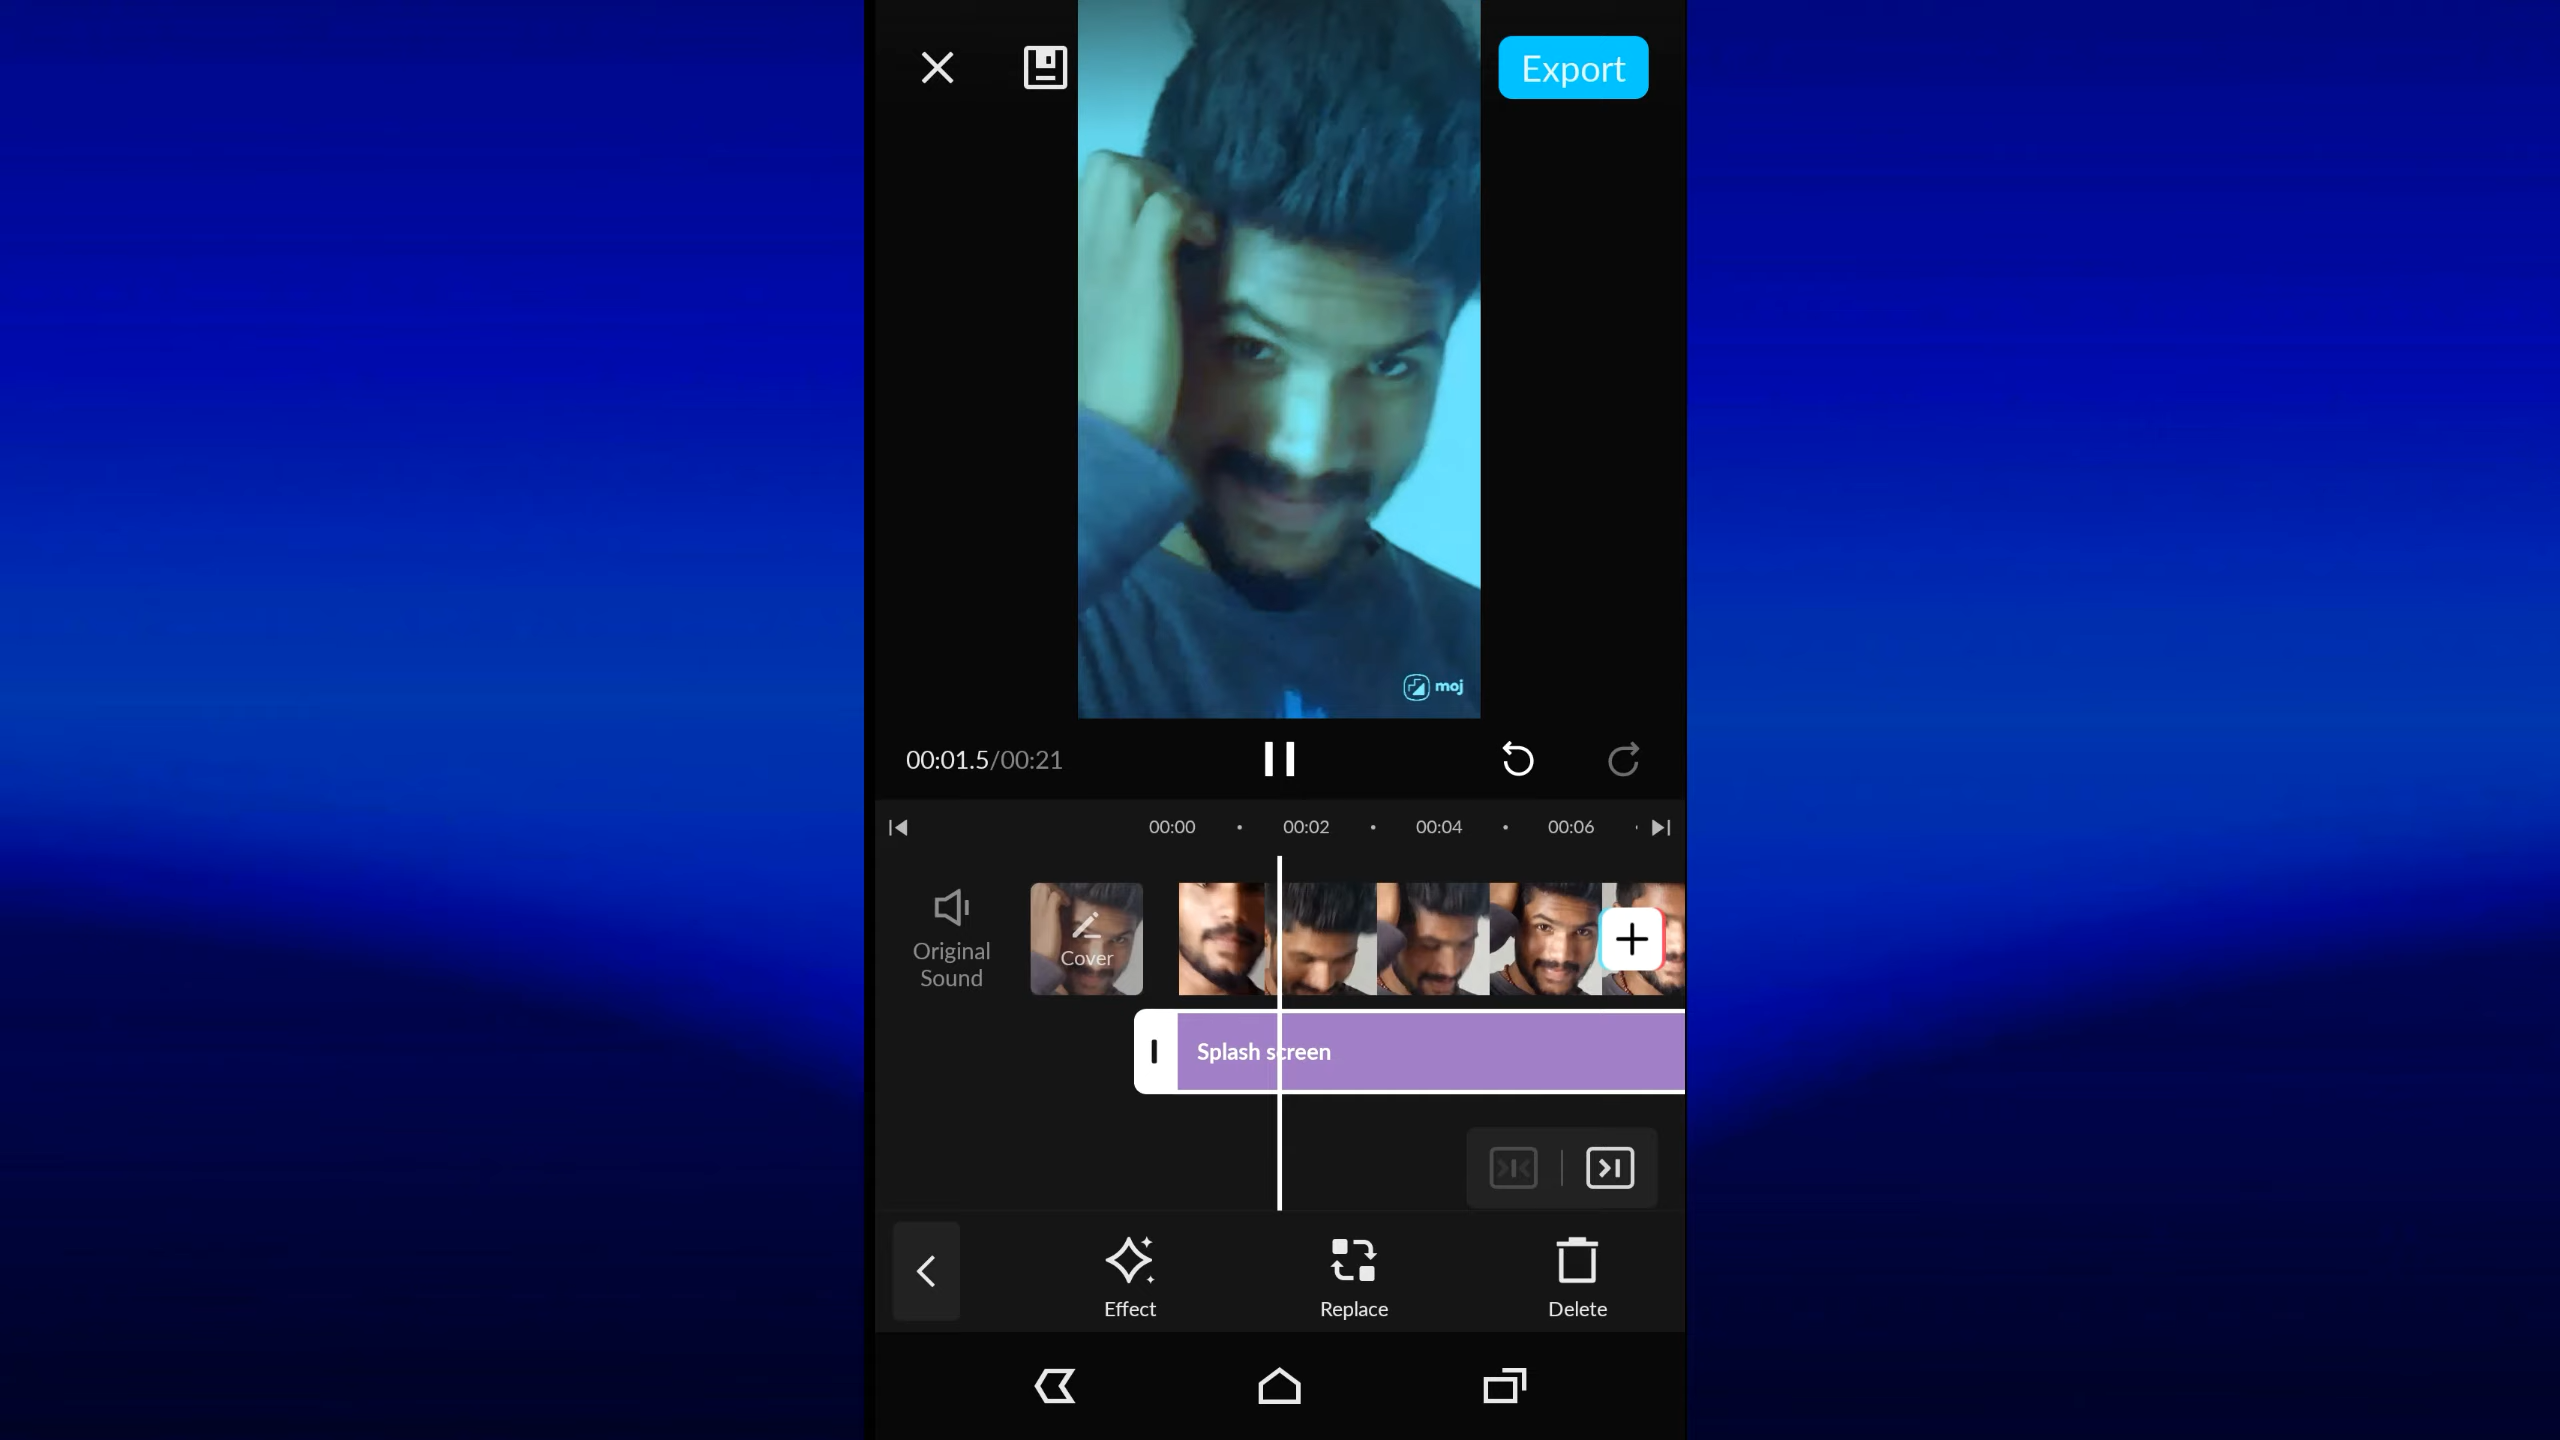 Export
moj
00:01.5/00:21
00:00 00:02 00:04 00:06
Original
Sound
Cover
Splash screen
Effect Replace Delete